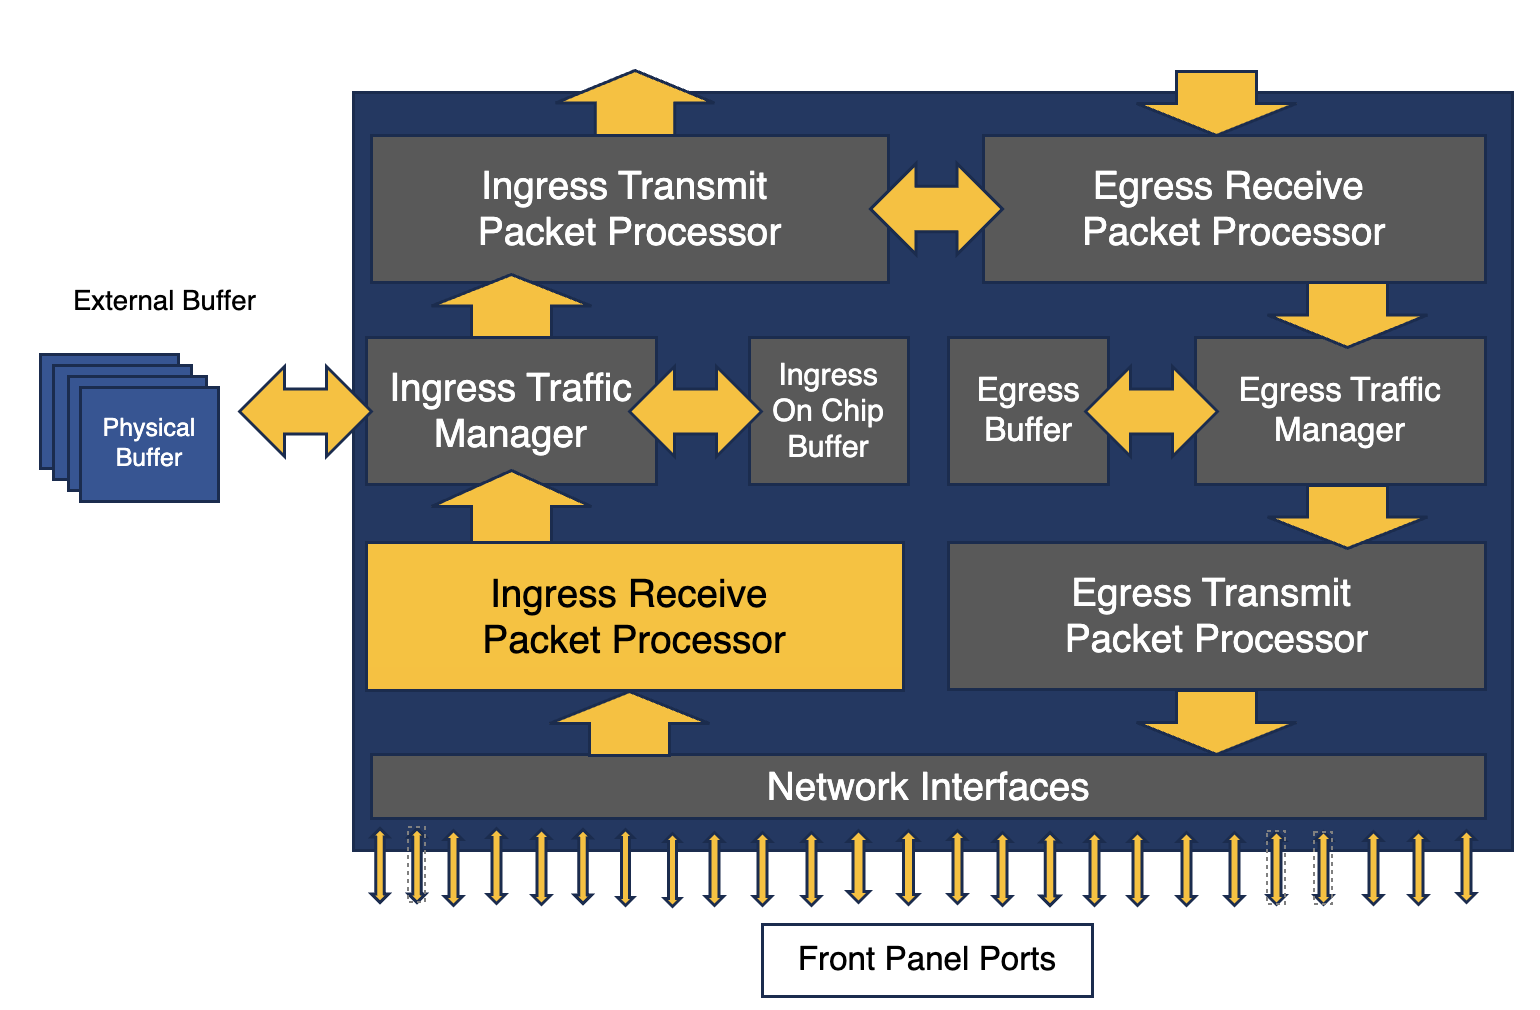 Ingress Transmit
Packet Processor
Egress Receive
Packet Processor
External Buffer
Physical
Buffer
Ingress Traffic
Manager
Ingress
On Chip
Buffer
Egress
Buffer
Egress Traffic
Manager
Ingress Receive
Packet Processor
Egress Transmit
Packet Processor
Network Interfaces
Front Panel Ports